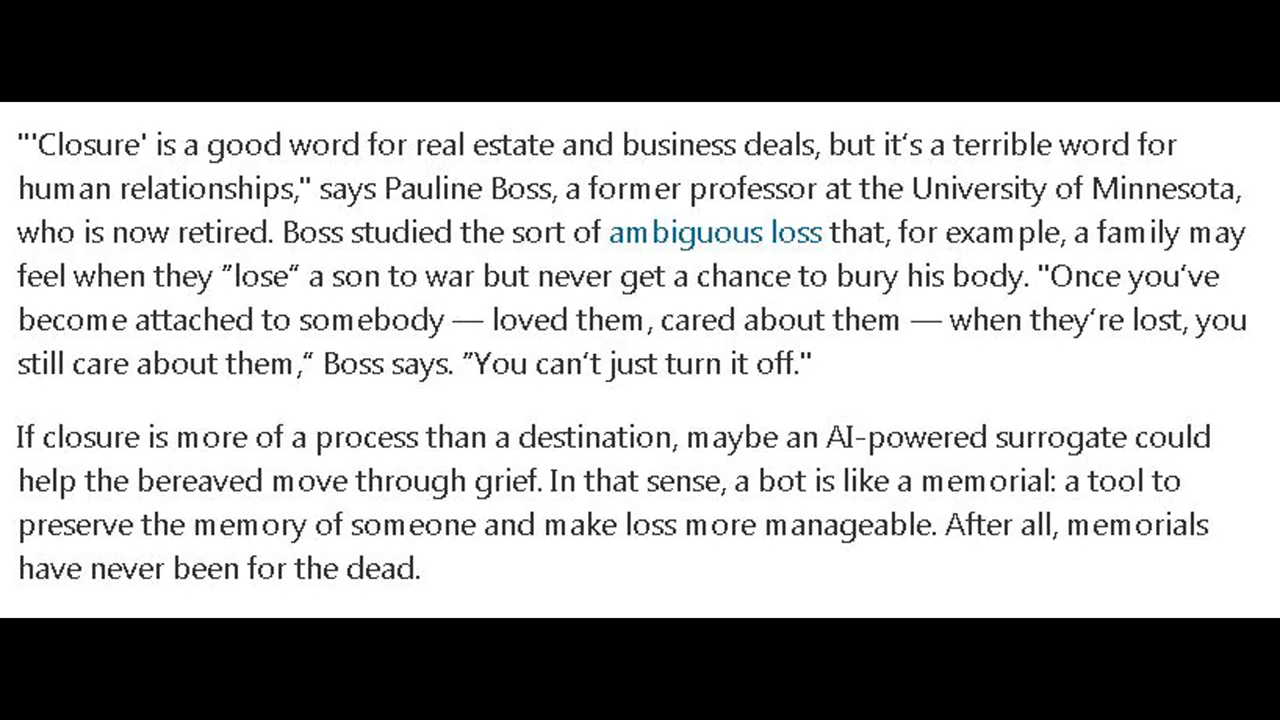 "'Closure' is a good word for real estate and business deals, but it's a terrible word for
human relationships," says Pauline Boss, a former professor at the University of Minnesota,
who is now retired. Boss studied the sort of ambiguous loss that, for example, a family may
feel when they "lose" a son to war but never get a chance to bury his body. "Once you've
become attached to somebody — loved them, cared about them — when they're lost, you
still care about them," Boss says. "You can't just turn it off."
If closure is more of a process than a destination, maybe an AI-powered surrogate could
help the bereaved move through grief. In that sense, a bot is like a memorial: a tool to
preserve the memory of someone and make loss more manageable. After all, memorials
have never been for the dead.